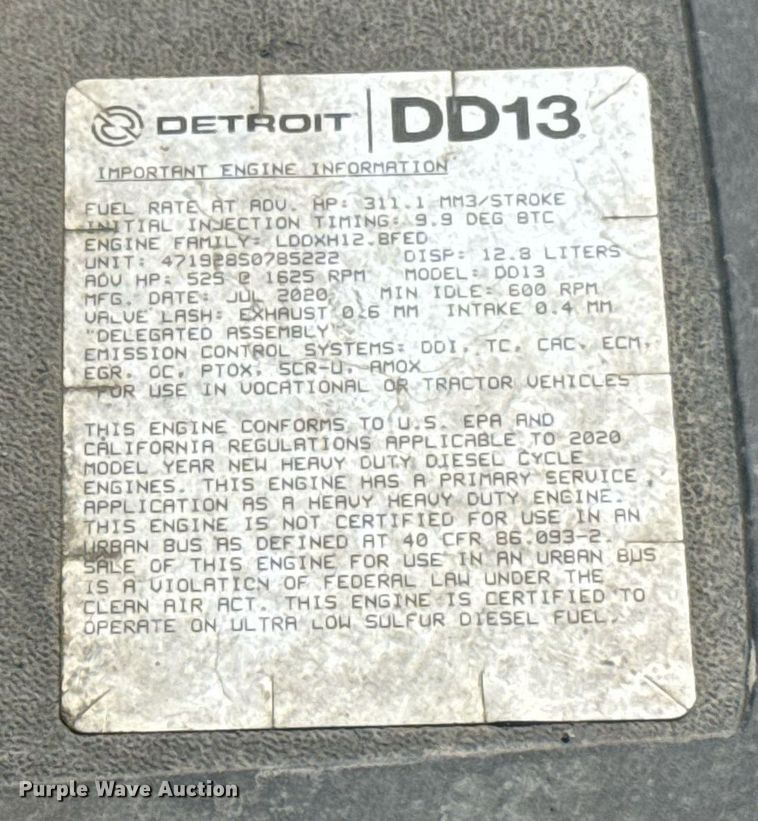 DETROIT | DD13
IMPORTANT ENGINE INFORMATION
FUEL RATE AT ADV. HP: 311.1 MM3/STROKE
INITIAL INJECTION TIMING: 9.9 DEG BTC
ENGINE FAMILY: LDDXH12.8FED
UNIT: 471928S0785222 DISP: 12.8 LITERS
ADV HP: 525 @ 1625 RPM MODEL: DD13
MFG. DATE: JUL 2020 MIN IDLE: 600 RPM
VALVE LASH: EXHAUST 0.6 MM INTAKE 0.4 MM
"DELEGATED ASSEMBLY"
EMISSION CONTROL SYSTEMS: DDI, TC, CAC, ECM,
EGR, OC, PTOX, SCR-U, AMOX
FOR USE IN VOCATIONAL OR TRACTOR VEHICLES
THIS ENGINE CONFORMS TO U.S. EPA AND
CALIFORNIA REGULATIONS APPLICABLE TO 2020
MODEL YEAR NEW HEAVY DUTY DIESEL CYCLE
ENGINES. THIS ENGINE HAS A PRIMARY SERVICE
APPLICATION AS A HEAVY HEAVY DUTY ENGINE.
THIS ENGINE IS NOT CERTIFIED FOR USE IN AN
URBAN BUS AS DEFINED AT 40 CFR 86.093-2.
SALE OF THIS ENGINE FOR USE IN AN URBAN BUS
IS A VIOLATION OF FEDERAL LAW UNDER THE
CLEAN AIR ACT. THIS ENGINE IS CERTIFIED TO
OPERATE ON ULTRA LOW SULFUR DIESEL FUEL.
Purple Wave Auction